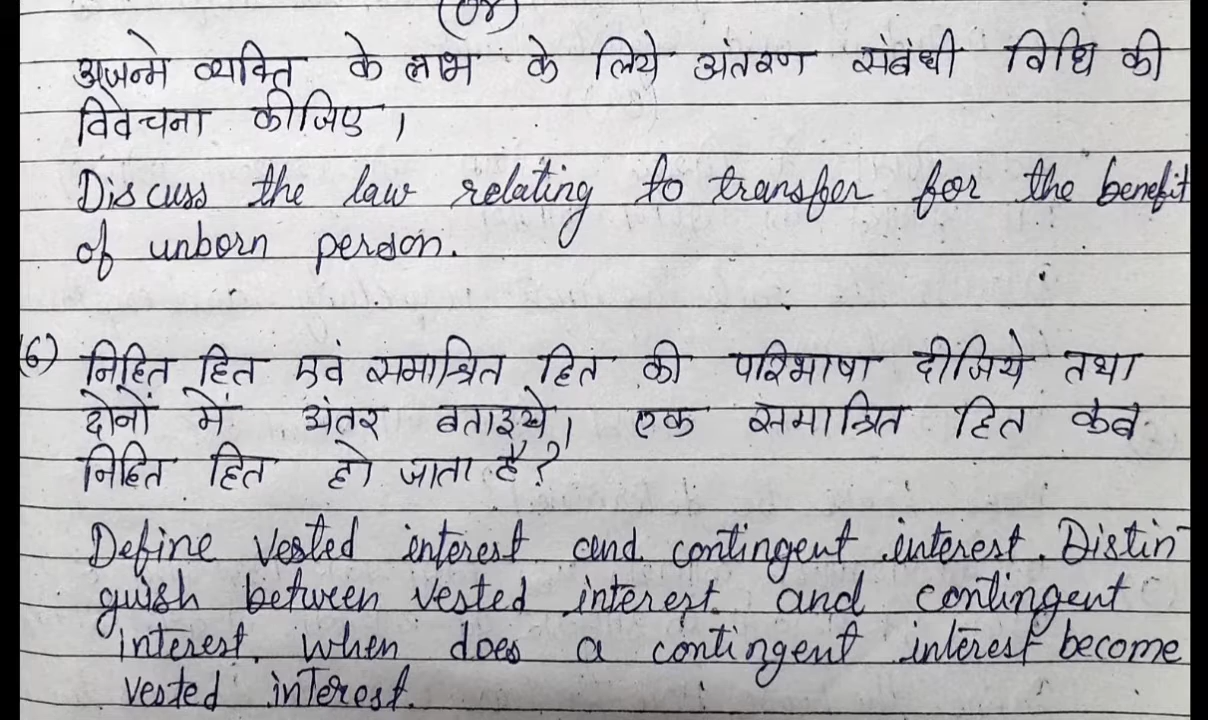 (Or)
अजन्मे व्यक्ति के लाभ के लिये अंतरण संबंधी विधि की
विवेचना कीजिए ।
Discuss the law relating to transfer for the benefit
of unborn person.
(6) निहित हित एवं समाश्रित हित की परिभाषा दीजिये तथा
दोनों में अंतर बताइये। एक समाश्रित हित कब
निहित हित हो जाता है?
Define vested interest and contingent interest. Distin-
guish between vested interest and contingent
interest. When does a contingent interest become
vested interest.